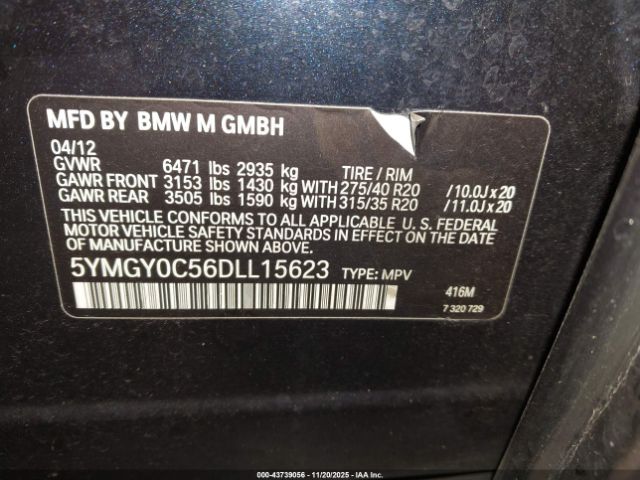 MFD BY BMW M GMBH
04/12
GVWR 6471 lbs 2935 kg TIRE / RIM
GAWR FRONT 3153 lbs 1430 kg WITH 275/40 R20 /10.0J x 20
GAWR REAR 3505 lbs 1590 kg WITH 315/35 R20 /11.0J x 20
THIS VEHICLE CONFORMS TO ALL APPLICABLE U. S. FEDERAL
MOTOR VEHICLE SAFETY STANDARDS IN EFFECT ON THE DATE
OF MANUFACTURE SHOWN ABOVE.
5YMGY0C56DLL15623 TYPE: MPV
416M
7 320 729
000-43739056 - 11/20/2025 - IAAI.COM